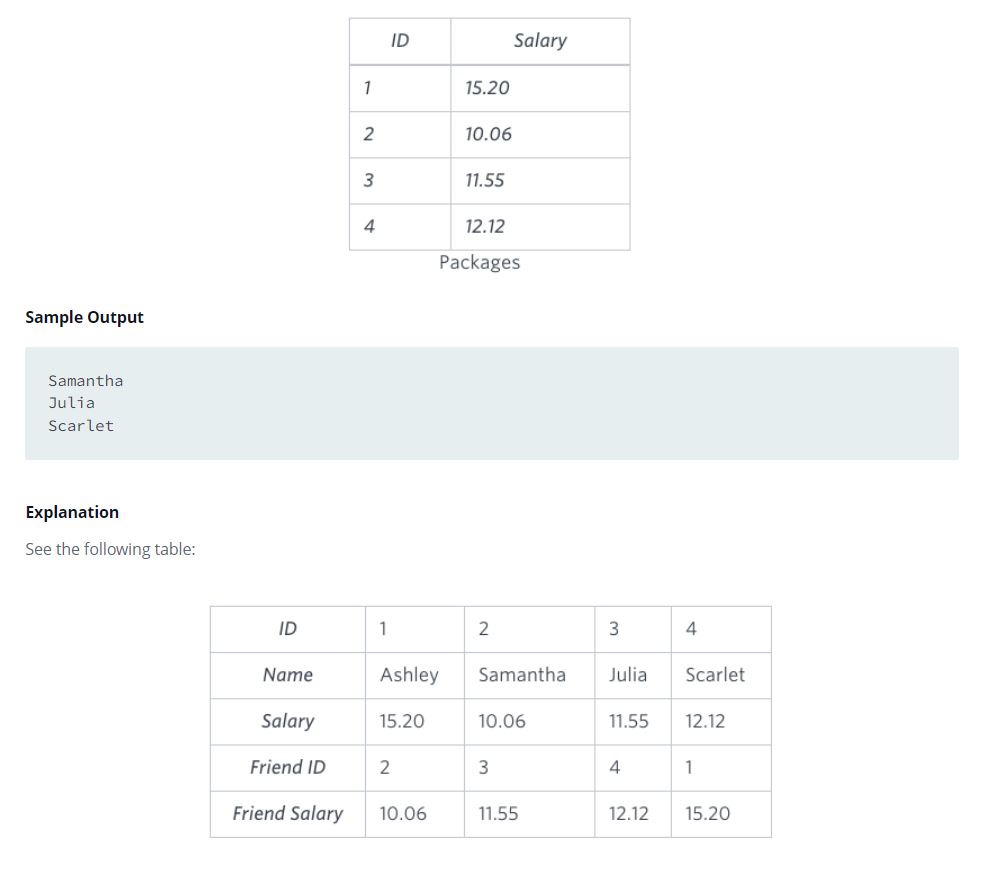 ID Salary
1 15.20
2 10.06
3 11.55
4 12.12
Packages
Sample Output
Samantha
Julia
Scarlet
Explanation
See the following table:
ID 1 2 3 4
Name Ashley Samantha Julia Scarlet
Salary 15.20 10.06 11.55 12.12
Friend ID 2 3 4 1
Friend Salary 10.06 11.55 12.12 15.20